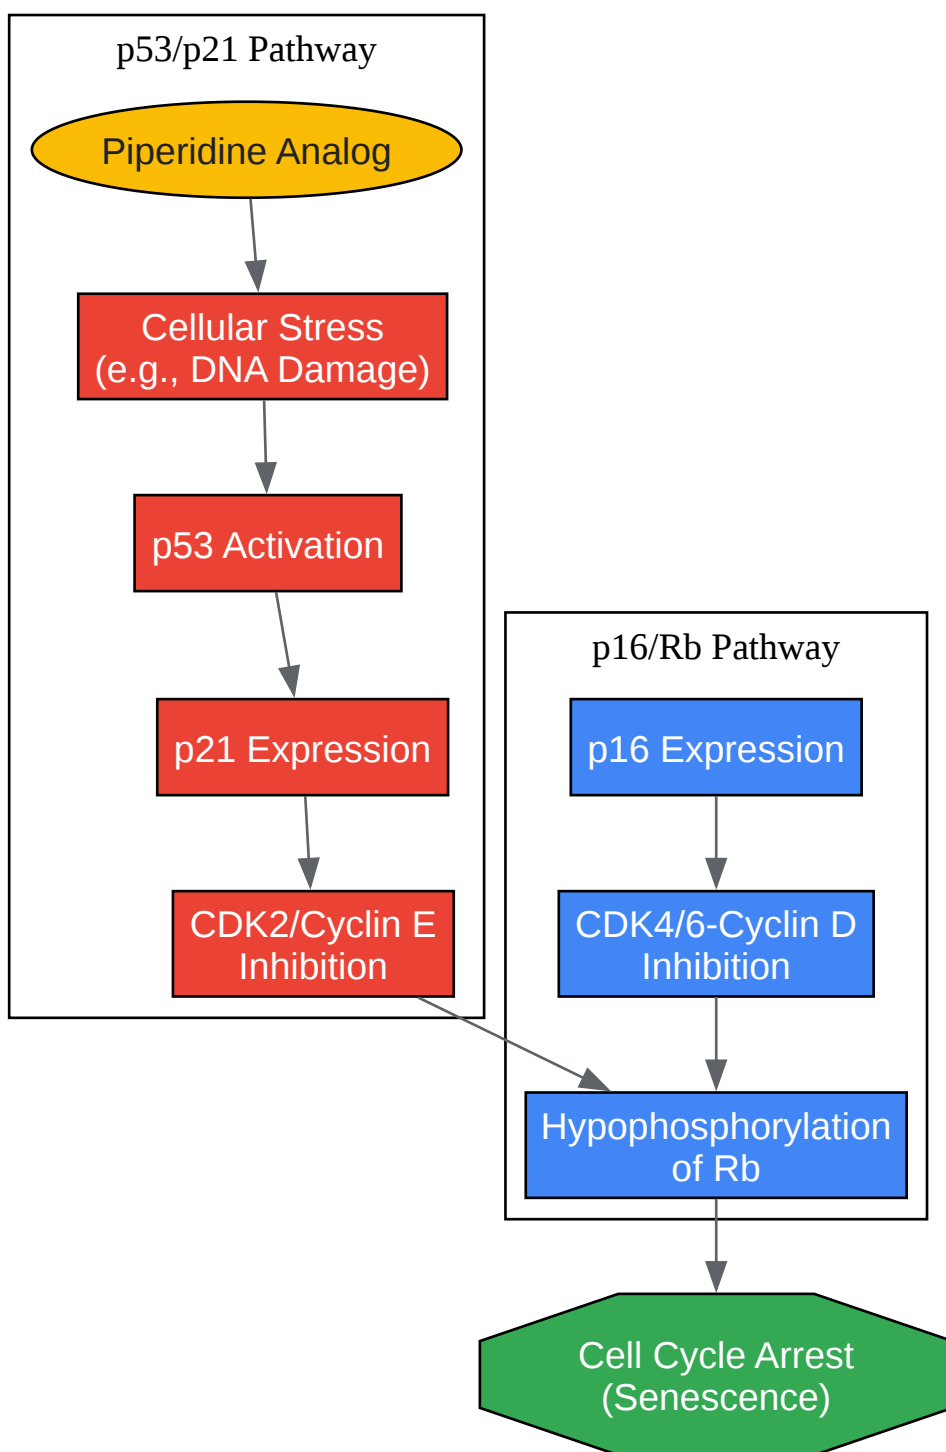 p53/p21 Pathway
Piperidine Analog
Cellular Stress
(e.g., DNA Damage)
p53 Activation
p21 Expression
CDK2/Cyclin E
Inhibition
p16/Rb Pathway
p16 Expression
CDK4/6-Cyclin D
Inhibition
Hypophosphorylation
of Rb
Cell Cycle Arrest
(Senescence)